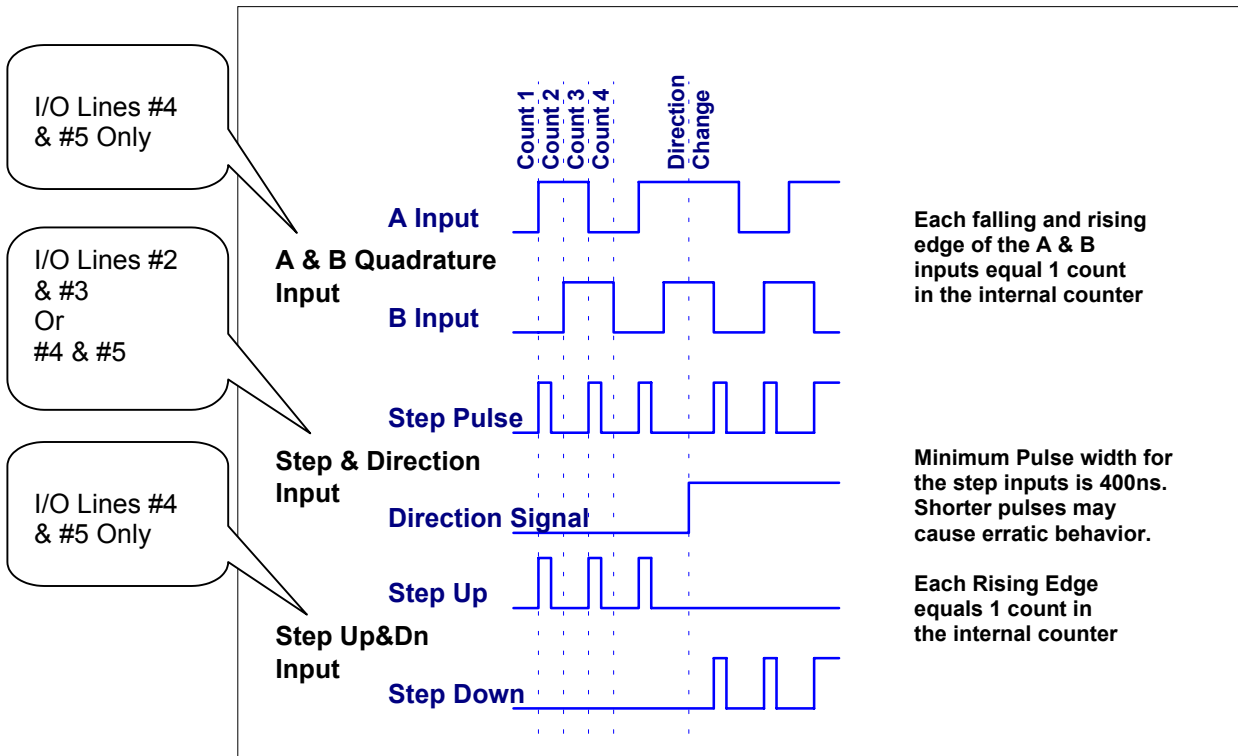 I/O Lines #4
& #5 Only
I/O Lines #2
& #3
Or
#4 & #5
I/O Lines #4
& #5 Only
Count 1
Count 2
Count 3
Count 4
Direction
Change
A Input
A & B Quadrature
Input
B Input
Each falling and rising
edge of the A & B
inputs equal 1 count
in the internal counter
Step Pulse
Step & Direction
Input
Direction Signal
Minimum Pulse width for
the step inputs is 400ns.
Shorter pulses may
cause erratic behavior.
Step Up
Step Up&Dn
Input
Step Down
Each Rising Edge
equals 1 count in
the internal counter